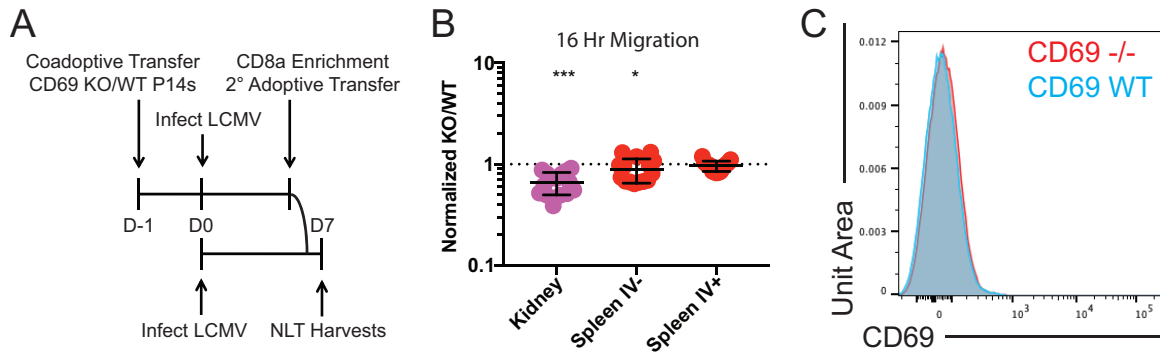 A
Coadoptive Transfer
CD69 KO/WT P14s
CD8a Enrichment
2° Adoptive Transfer
Infect LCMV
D-1
D0
D7
Infect LCMV
NLT Harvests
B
16 Hr Migration
Normalized KO/WT
10
1
0.1
***
*
Kidney
Spleen IV-
Spleen IV+
C
CD69 -/-
CD69 WT
Unit Area
0.012
0.009
0.006
0.003
0
0
10³
10⁴
10⁵
CD69